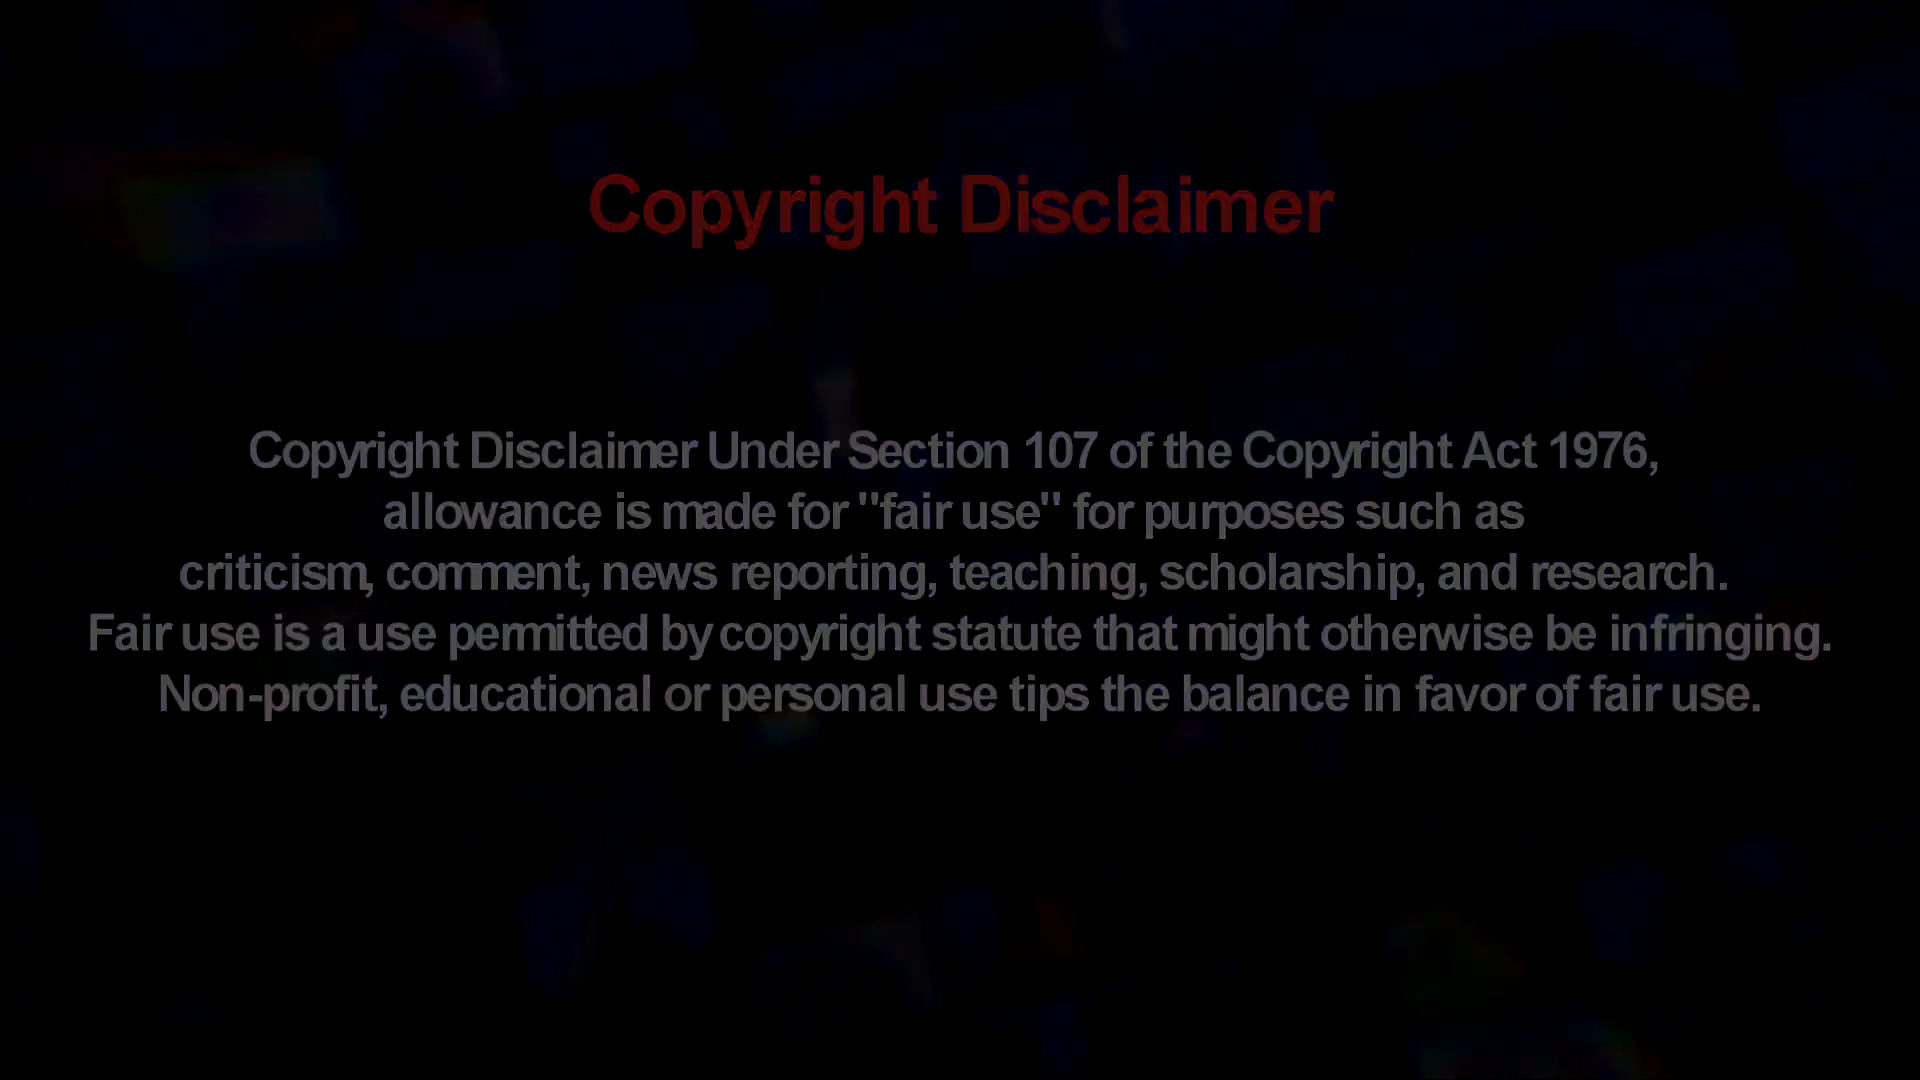 Copyright Disclaimer
Copyright Disclaimer Under Section 107 of the Copyright Act 1976,
allowance is made for "fair use" for purposes such as
criticism, comment, news reporting, teaching, scholarship, and research.
Fair use is a use permitted by copyright statute that might otherwise be infringing.
Non-profit, educational or personal use tips the balance in favor of fair use.